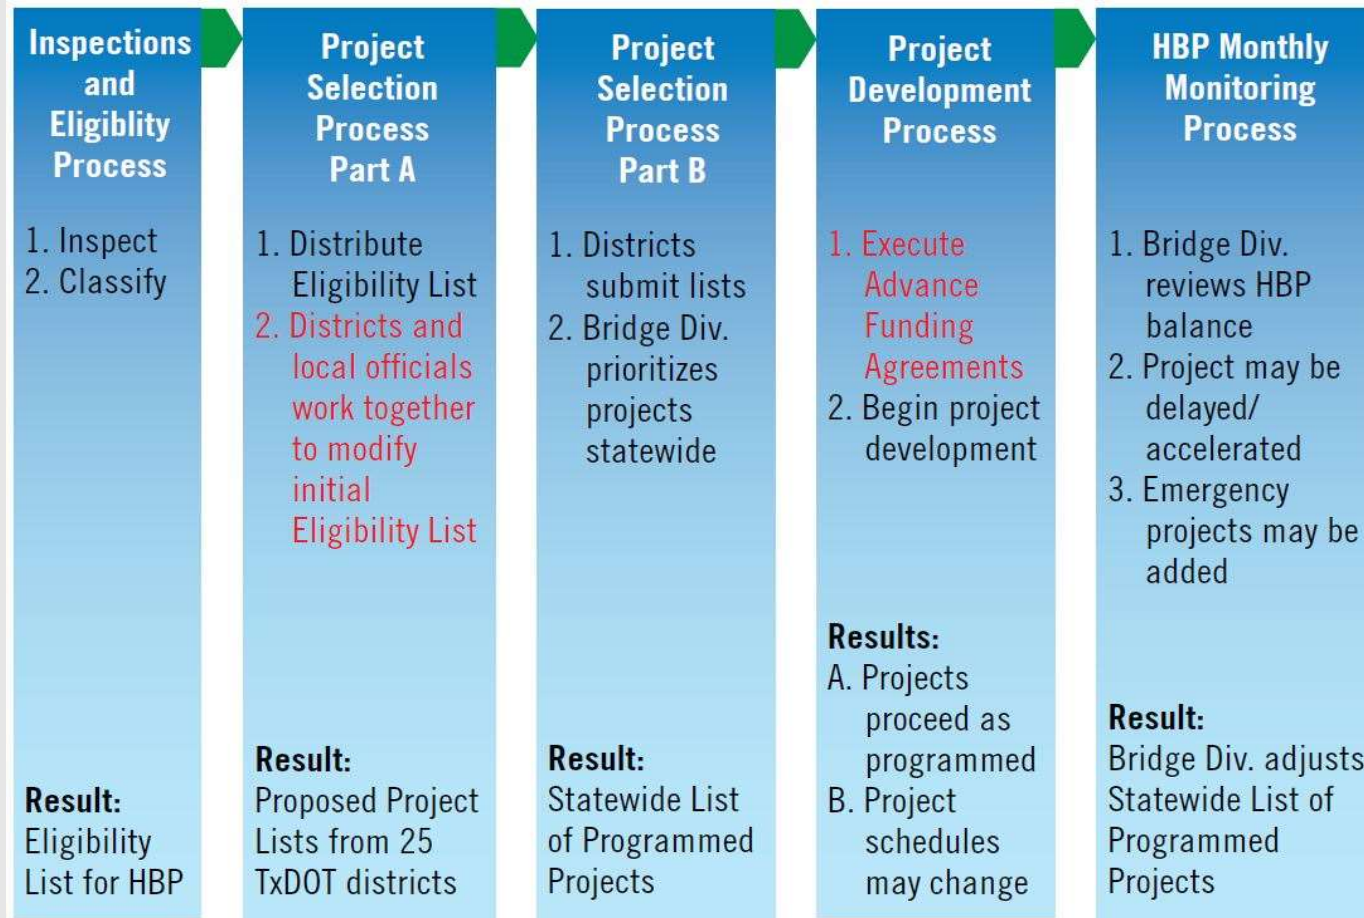 Inspections
and
Eligiblity
Process
1. Inspect
2. Classify
Result:
Eligibility
List for HBP
Project
Selection
Process
Part A
1. Distribute
Eligibility List
2. Districts and
local officials
work together
to modify
initial
Eligibility List
Result:
Proposed Project
Lists from 25
TxDOT districts
Project
Selection
Process
Part B
1. Districts
submit lists
2. Bridge Div.
prioritizes
projects
statewide
Result:
Statewide List
of Programmed
Projects
Project
Development
Process
1. Execute
Advance
Funding
Agreements
2. Begin project
development
Results:
A. Projects
proceed as
programmed
B. Project
schedules
may change
HBP Monthly
Monitoring
Process
1. Bridge Div.
reviews HBP
balance
2. Project may be
delayed/
accelerated
3. Emergency
projects may be
added
Result:
Bridge Div. adjusts
Statewide List of
Programmed
Projects